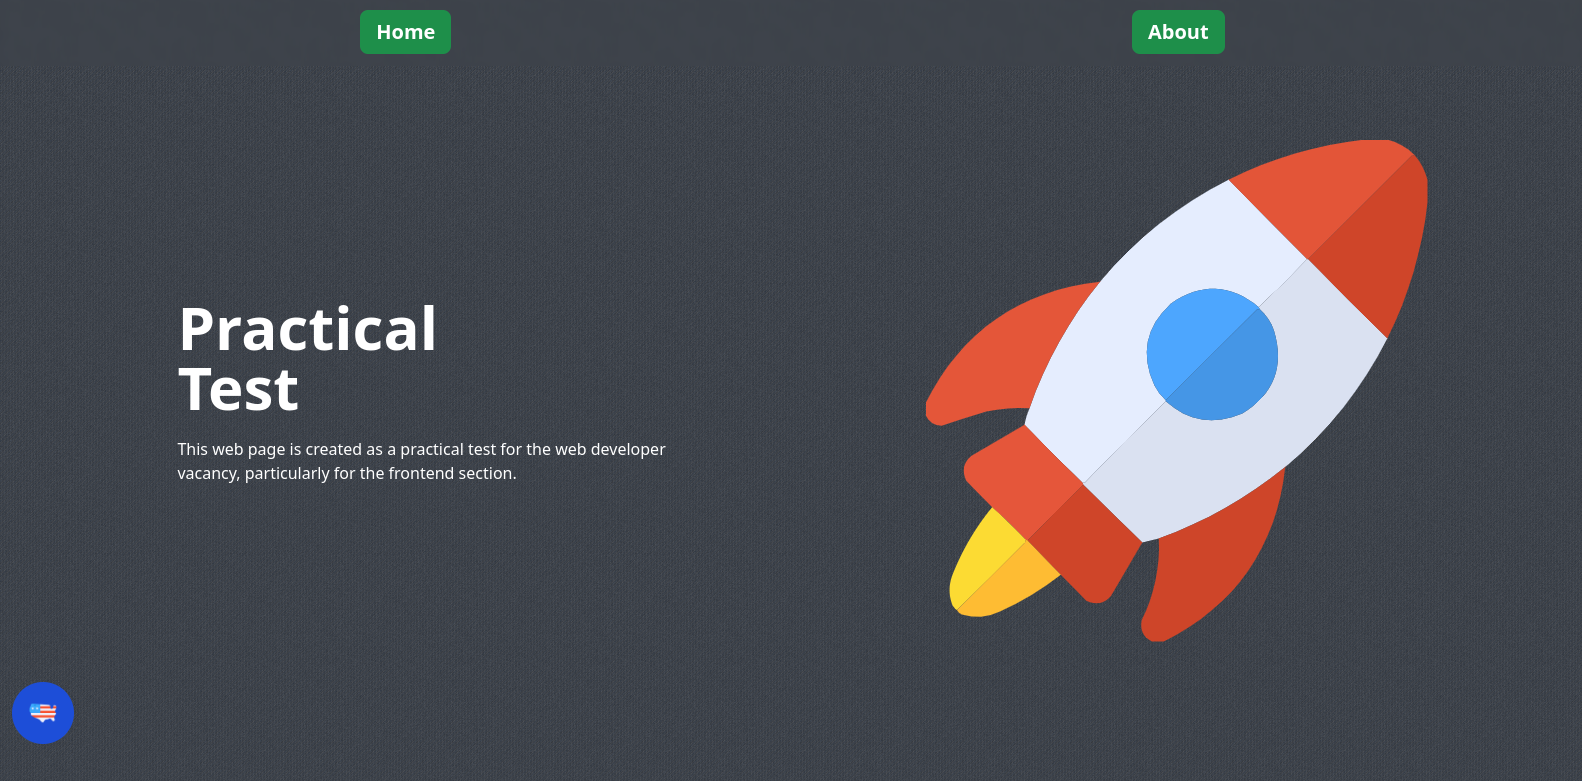 Home
About
Practical
Test
This web page is created as a practical test for the web developer
vacancy, particularly for the frontend section.